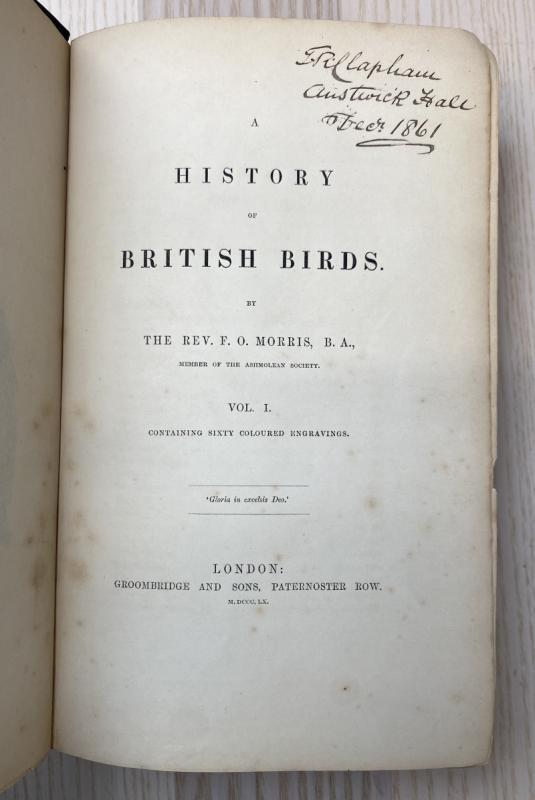 T R Clapham
Austwick Hall
Decr. 1861
A
HISTORY
OF
BRITISH BIRDS.
BY
THE REV. F. O. MORRIS, B. A.,
MEMBER OF THE ASHMOLEAN SOCIETY.
VOL. I.
CONTAINING SIXTY COLOURED ENGRAVINGS.
'Gloria in excelsis Deo.'
LONDON:
GROOMBRIDGE AND SONS, PATERNOSTER ROW.
M. DCCC. LX.